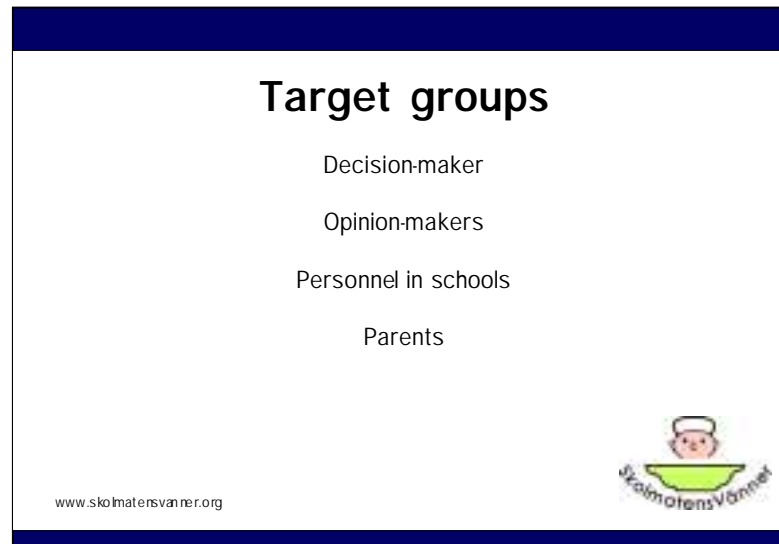 Target groups
Decision-maker
Opinion-makers
Personnel in schools
Parents
www.skolmatensvanner.org
SkolmatensVänner